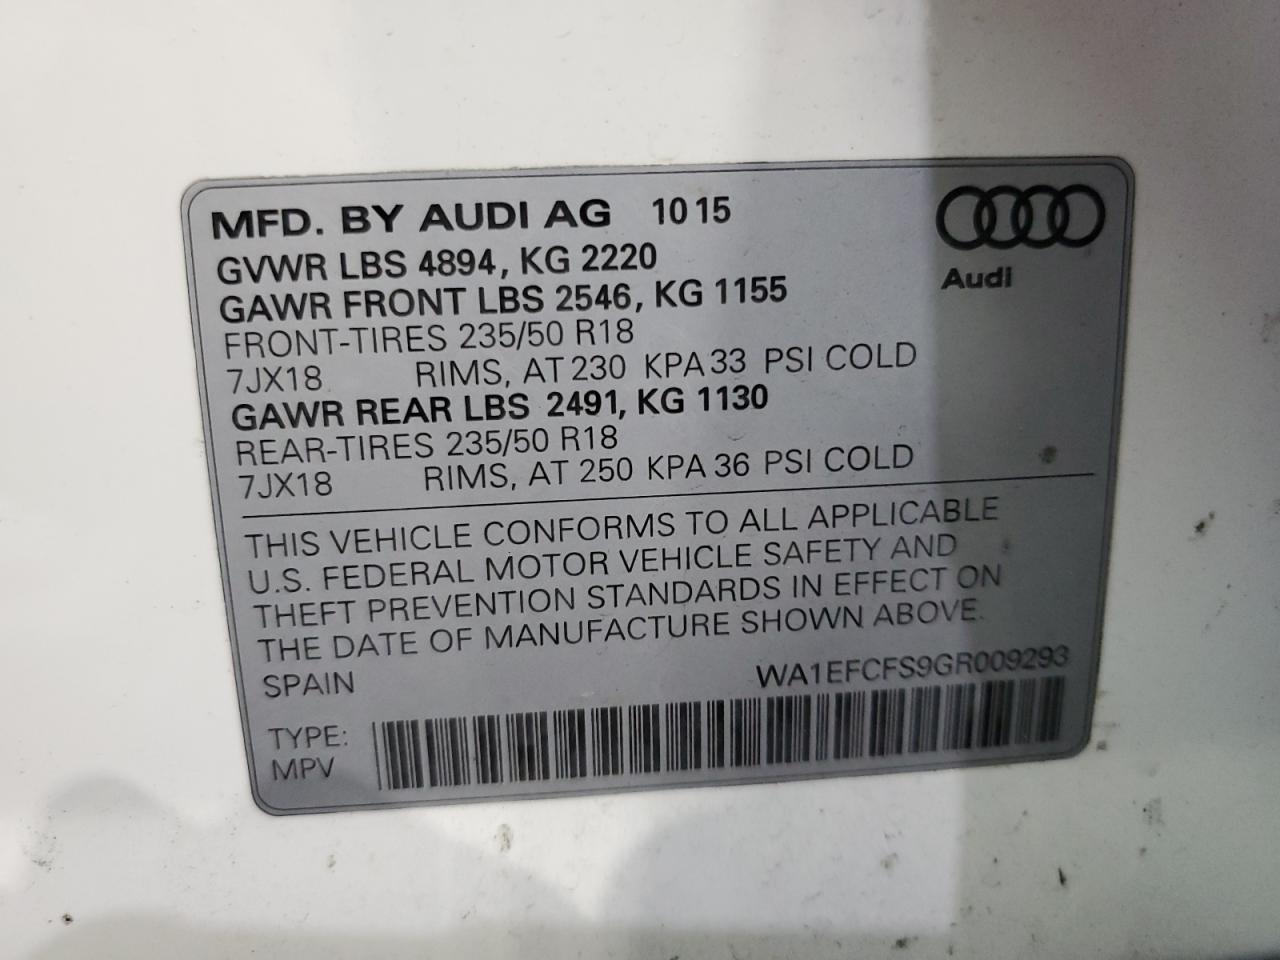 MFD. BY AUDI AG 10 15
Audi
GVWR LBS 4894, KG 2220
GAWR FRONT LBS 2546, KG 1155
FRONT-TIRES 235/50 R18
7JX18 RIMS, AT 230 KPA 33 PSI COLD
GAWR REAR LBS 2491, KG 1130
REAR-TIRES 235/50 R18
7JX18 RIMS, AT 250 KPA 36 PSI COLD
THIS VEHICLE CONFORMS TO ALL APPLICABLE
U.S. FEDERAL MOTOR VEHICLE SAFETY AND
THEFT PREVENTION STANDARDS IN EFFECT ON
THE DATE OF MANUFACTURE SHOWN ABOVE.
SPAIN WA1EFCFS9GR009293
TYPE:
MPV